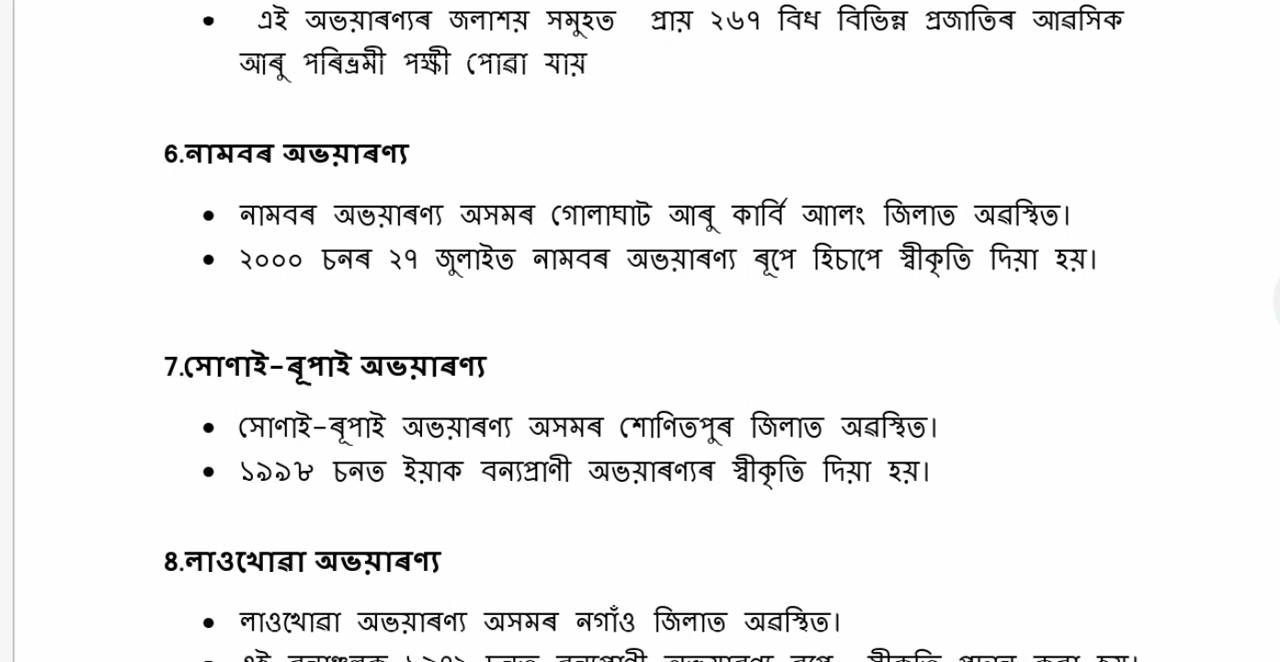 • এই অভয়াৰণ্যৰ জলাশয় সমূহত প্ৰায় ২৬৭ বিধ বিভিন্ন প্ৰজাতিৰ আৱসিক
আৰু পৰিভ্ৰমী পক্ষী পোৱা যায়
6.নামবৰ অভয়াৰণ্য
• নামবৰ অভয়াৰণ্য অসমৰ গোলাঘাট আৰু কাৰ্বি আালং জিলাত অৱস্থিত।
• ২০০০ চনৰ ২৭ জুলাইত নামবৰ অভয়াৰণ্য ৰূপে হিচাপে স্বীকৃতি দিয়া হয়।
7.সোণাই-ৰূপাই অভয়াৰণ্য
• সোণাই-ৰূপাই অভয়াৰণ্য অসমৰ শোণিতপুৰ জিলাত অৱস্থিত।
• ১৯৯৮ চনত ইয়াক বন্যপ্ৰাণী অভয়াৰণ্যৰ স্বীকৃতি দিয়া হয়।
8.লাওখোৱা অভয়াৰণ্য
• লাওখোৱা অভয়াৰণ্য অসমৰ নগাঁও জিলাত অৱস্থিত।